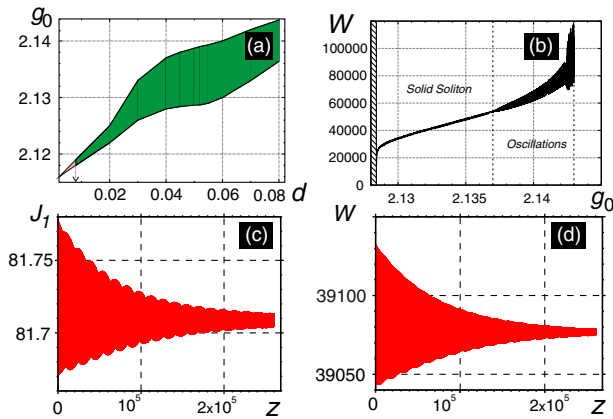 g0
2.14
2.13
2.12
0.02 0.04 0.06 0.08 d
(a)
W
100000
80000
60000
40000
20000
0
(b)
Solid Soliton
Oscillations
2.13 2.135 2.14 g0
J1
81.75
81.7
(c)
0 10^5 2x10^5 z
W
39100
39050
(d)
0 10^5 2x10^5 z